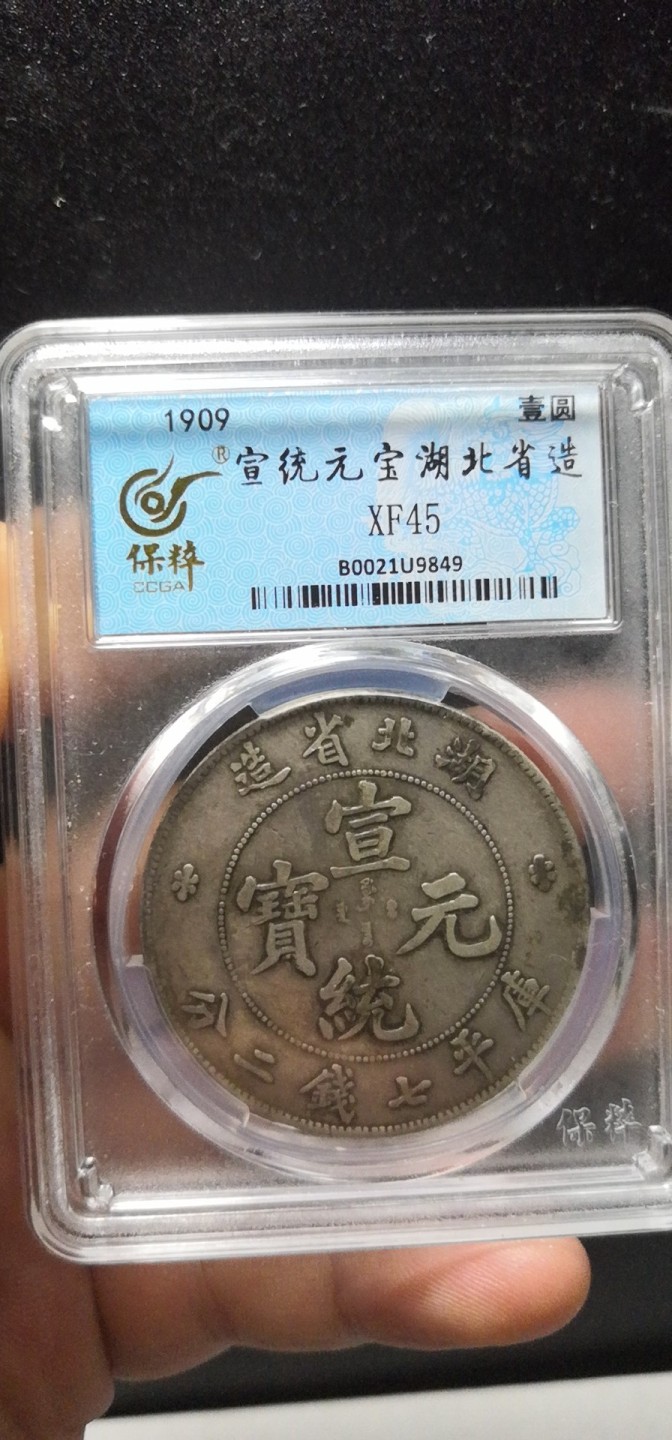 1909 壹圆
® 宣统元宝湖北省造
XF45
保粹
CCGA
B0021U9849
造省北湖
宣
寶 元
統
分二錢七平庫
保粹